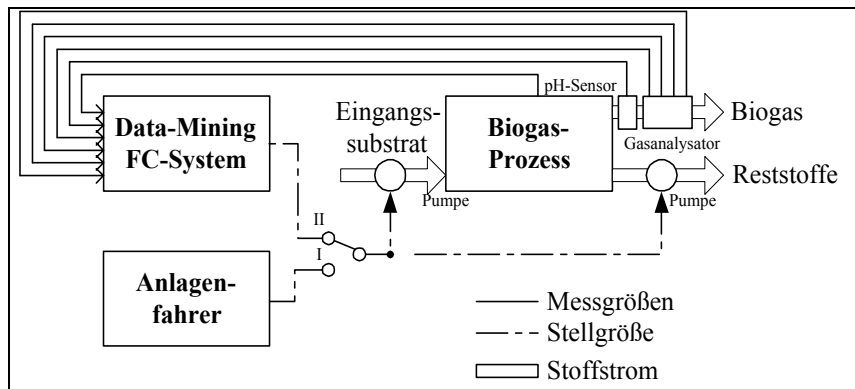 pH-Sensor
Data-Mining
FC-System
Eingangs-
substrat
Biogas-
Prozess
Biogas
Gasanalysator
Reststoffe
Pumpe
Pumpe
II
I
Anlagen-
fahrer
Messgrößen
Stellgröße
Stoffstrom